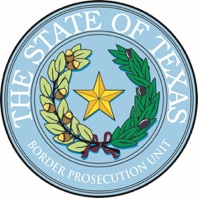 THE STATE OF TEXAS
BORDER PROSECUTION UNIT